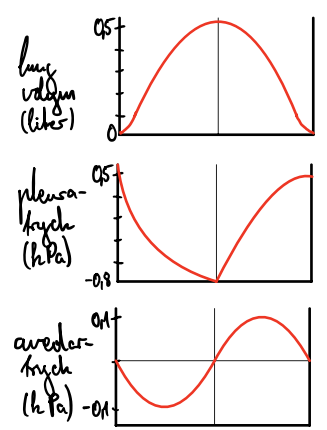 lung
volym
(liter)
0,5
0
pleura-
tryck
(hPa)
0,5
-0,8
aveolar-
tryck
(hPa)
0,1
-0,1